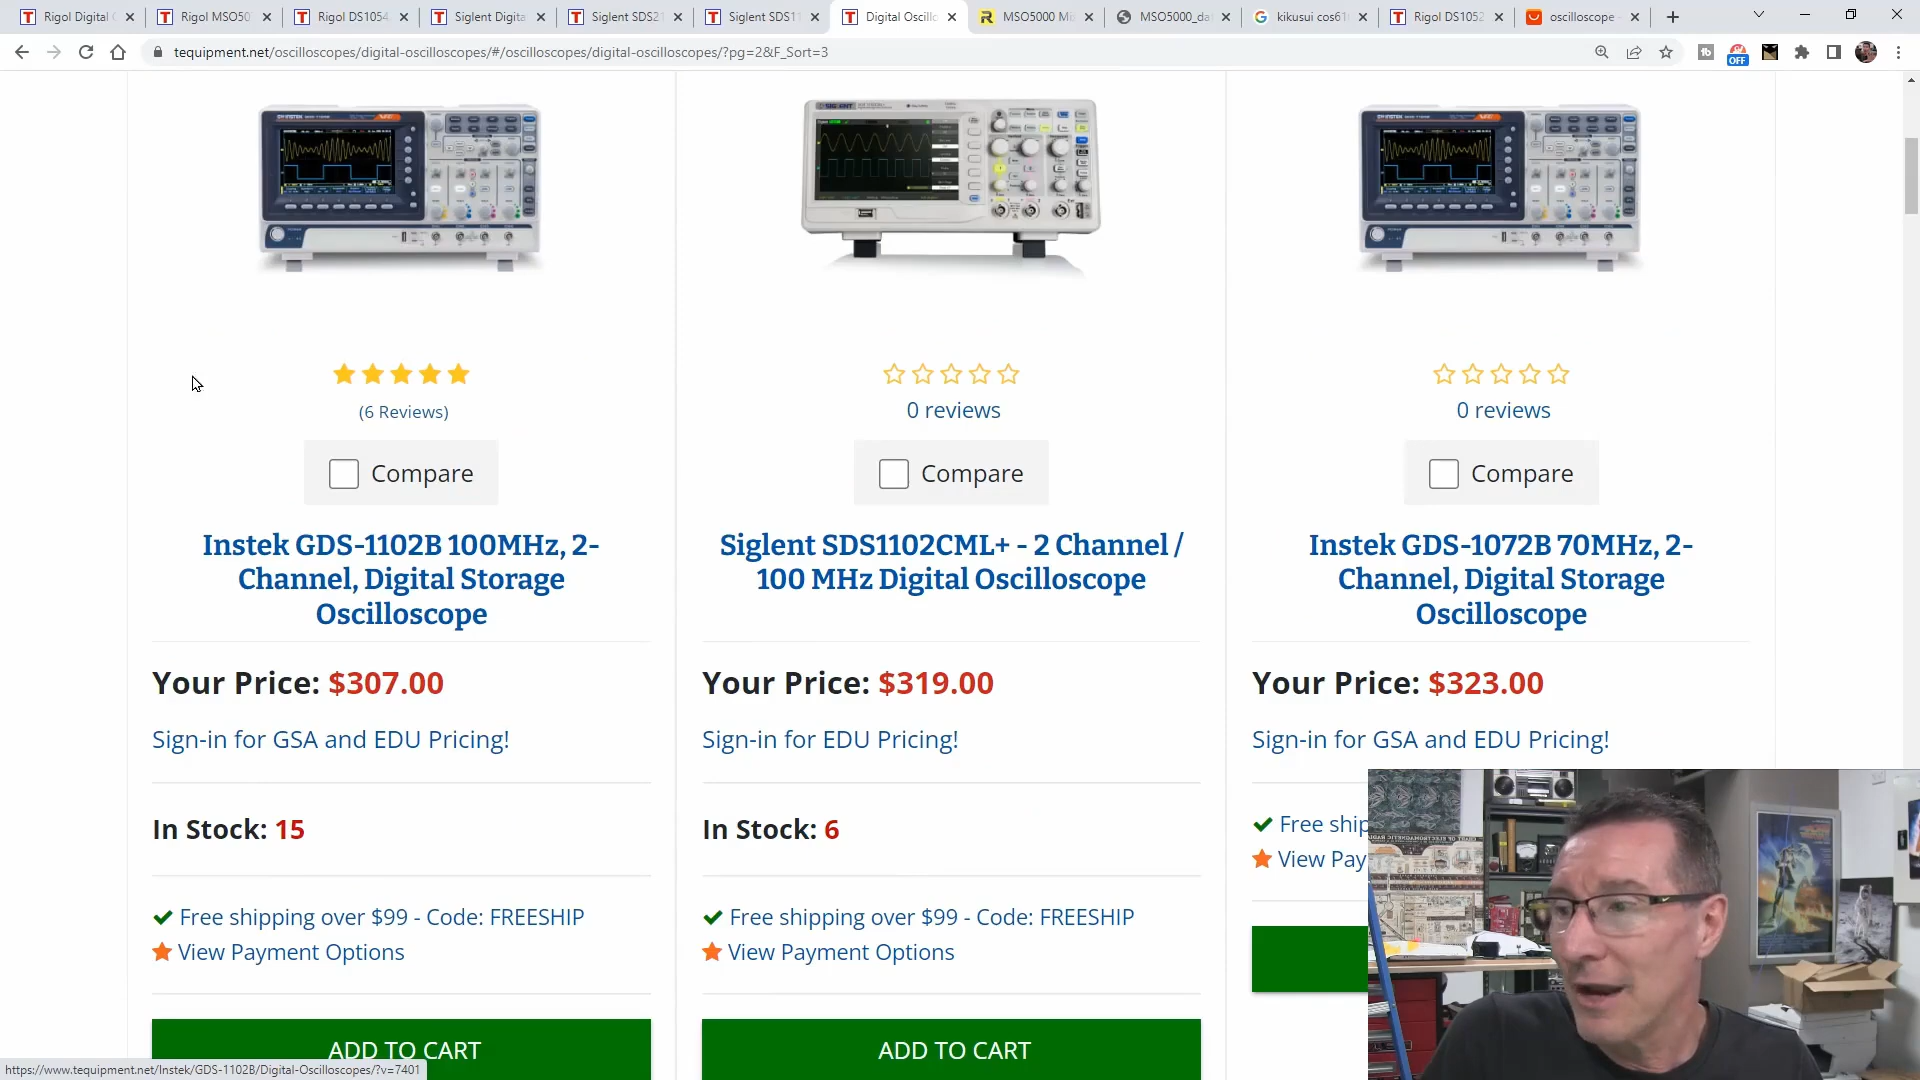 Rigol Digital
Rigol MSO50
Rigol DS1054
Siglent Digita
Siglent SDS21
Siglent SDS11
Digital Oscillo
MSO5000 Mi
MSO5000_da
kikusui cos61
Rigol DS1052
oscilloscope
tequipment.net/oscilloscopes/digital-oscilloscopes/#/oscilloscopes/digital-oscilloscopes/?pg=2&F_Sort=3
OFF
SIGLENT
(6 Reviews)
0 reviews
0 reviews
Compare
Compare
Compare
Instek GDS-1102B 100MHz, 2-
Channel, Digital Storage
Oscilloscope
Siglent SDS1102CML+ - 2 Channel /
100 MHz Digital Oscilloscope
Instek GDS-1072B 70MHz, 2-
Channel, Digital Storage
Oscilloscope
Your Price: $307.00
Your Price: $319.00
Your Price: $323.00
Sign-in for GSA and EDU Pricing!
Sign-in for EDU Pricing!
Sign-in for GSA and EDU Pricing!
In Stock: 15
In Stock: 6
Free shipping over $99 - Code: FREESHIP
View Payment Options
Free shipping over $99 - Code: FREESHIP
View Payment Options
Free ship
View Pay
ADD TO CART
ADD TO CART
https://www.tequipment.net/Instek/GDS-1102B/Digital-Oscilloscopes/?v=7401